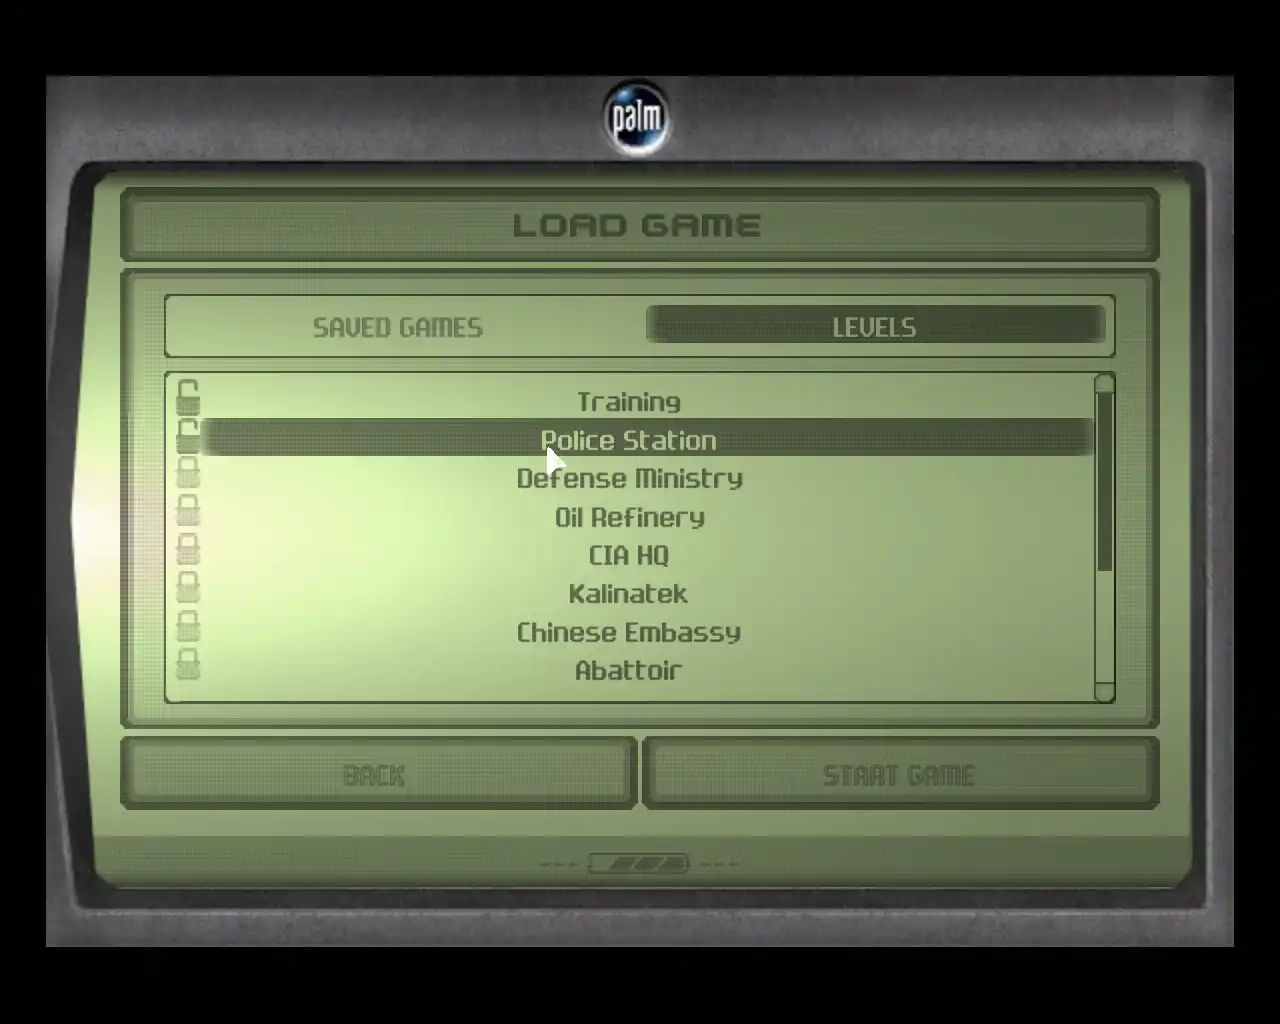 palm
LOAD GAME
SAVED GAMES
LEVELS
Training
Police Station
Defense Ministry
Oil Refinery
CIA HQ
Kalinatek
Chinese Embassy
Abattoir
BACK
START GAME